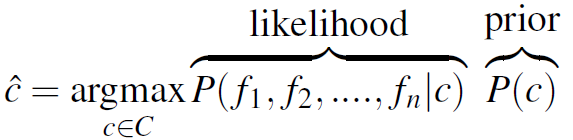 likelihood prior
ĉ = argmax P(f₁, f₂, ...., fₙ|c) P(c)
c∈C